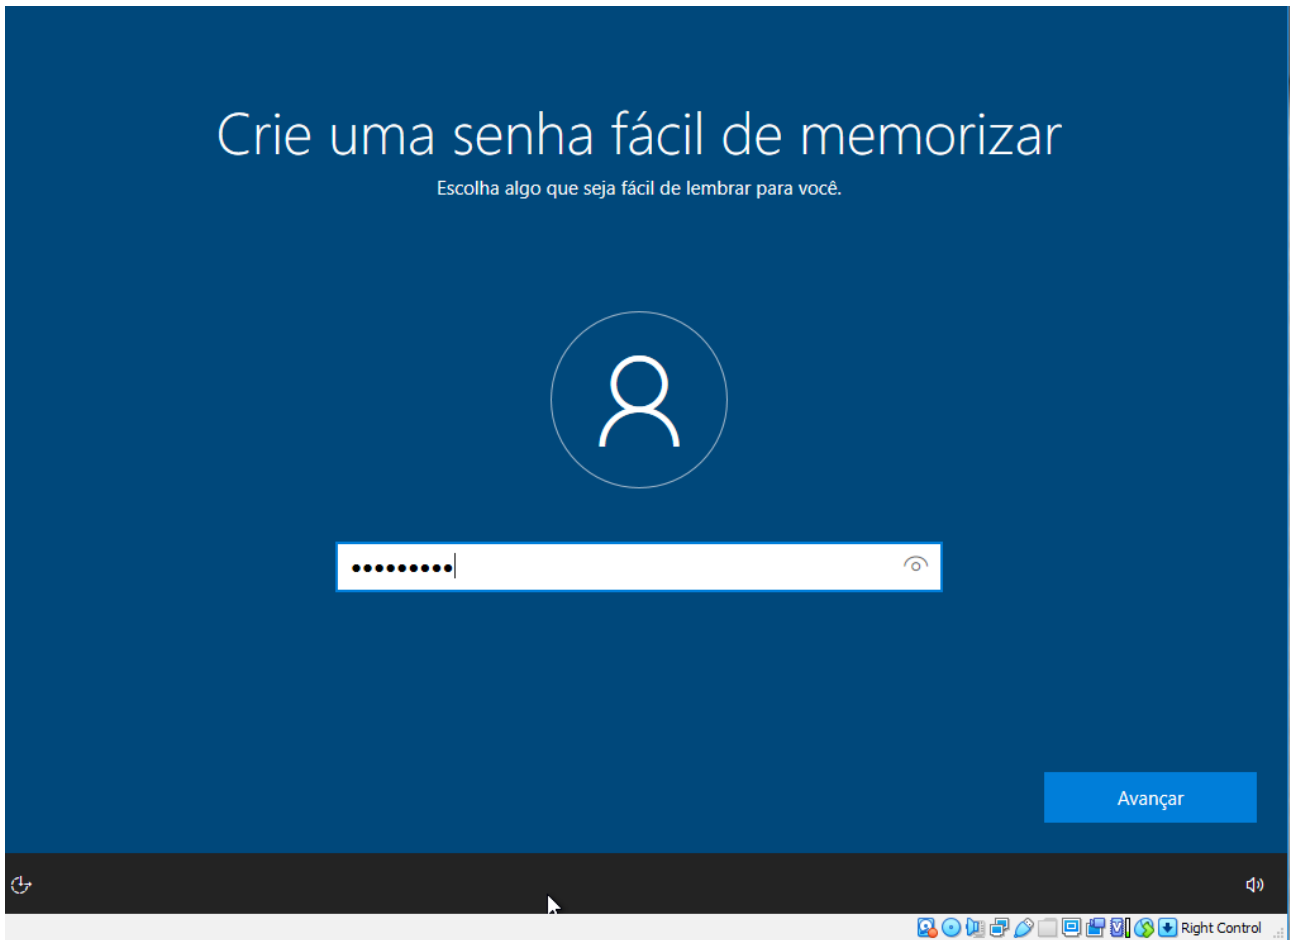 Crie uma senha fácil de memorizar
Escolha algo que seja fácil de lembrar para você.
•••••••••
Avançar
Right Control